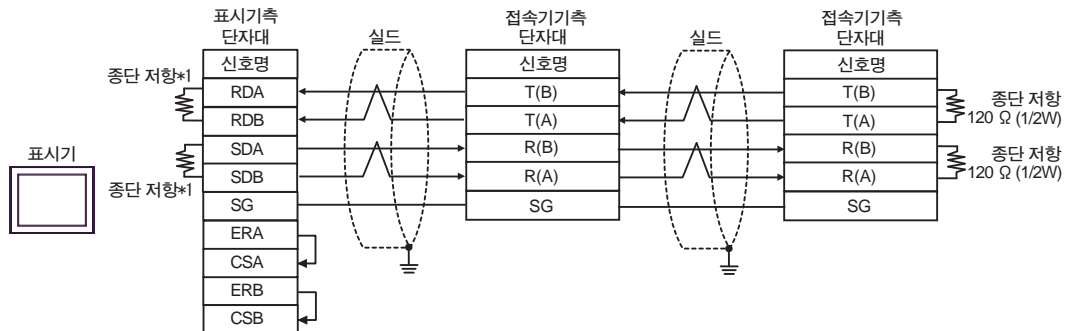 표시기
종단 저항*1
종단 저항*1
표시기측
단자대
신호명
RDA
RDB
SDA
SDB
SG
ERA
CSA
ERB
CSB
실드
접속기기측
단자대
신호명
T(B)
T(A)
R(B)
R(A)
SG
실드
접속기기측
단자대
신호명
T(B)
T(A)
R(B)
R(A)
SG
종단 저항
120 Ω (1/2W)
종단 저항
120 Ω (1/2W)